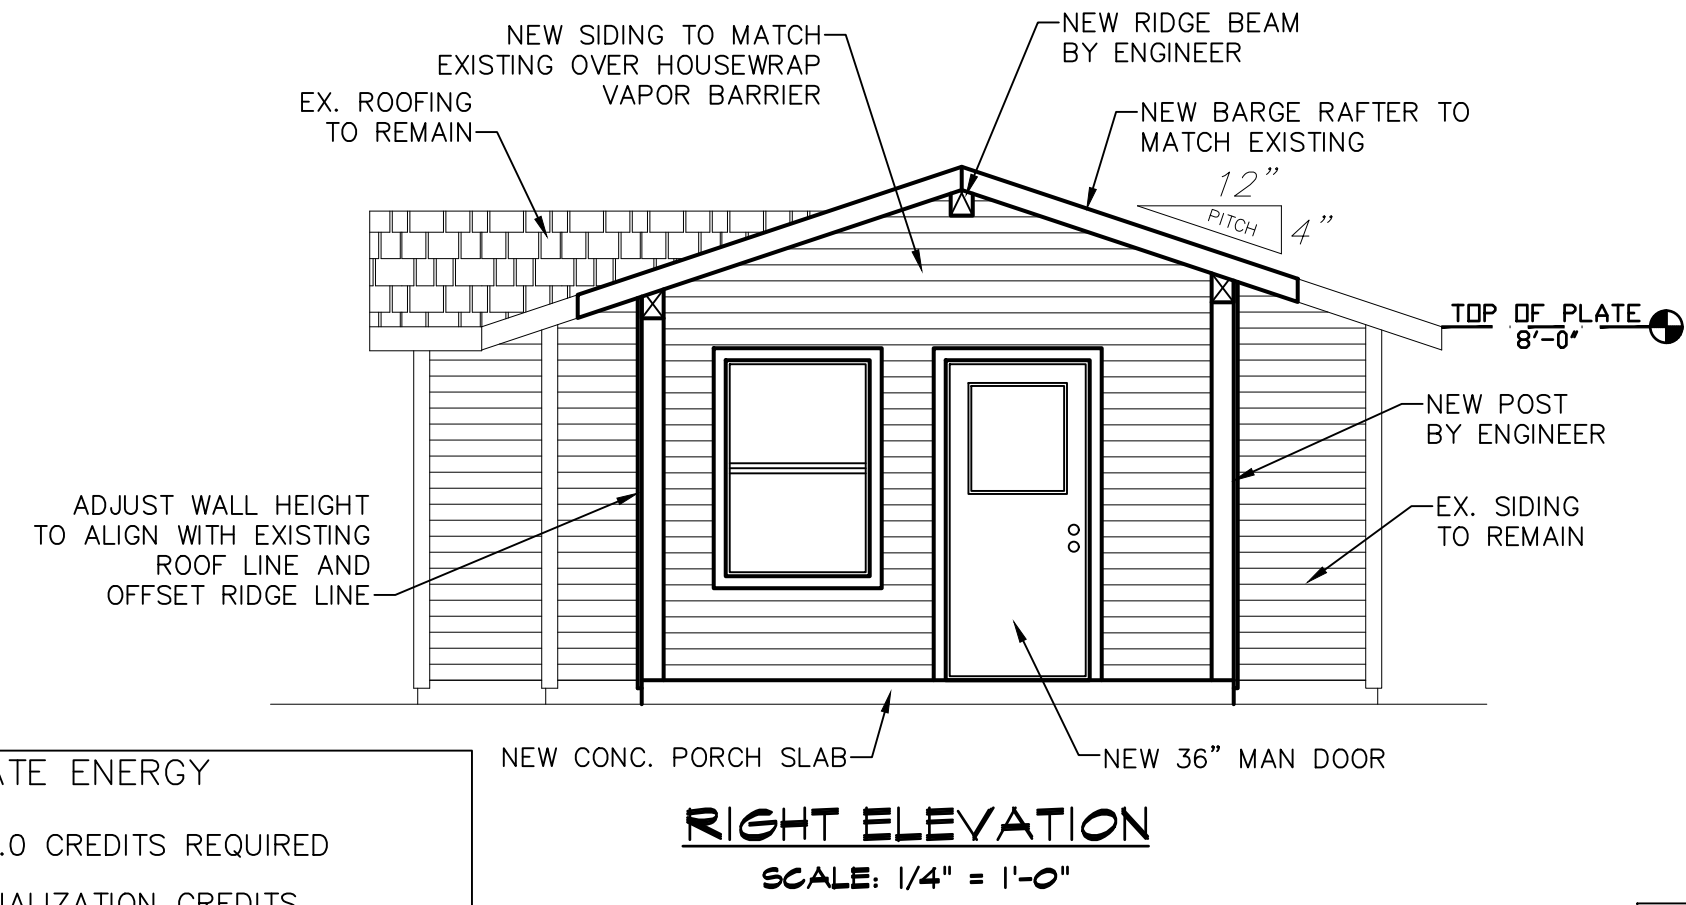 NEW SIDING TO MATCH
EXISTING OVER HOUSEWRAP
VAPOR BARRIER
NEW RIDGE BEAM
BY ENGINEER
EX. ROOFING
TO REMAIN
NEW BARGE RAFTER TO
MATCH EXISTING
12"
PITCH
4"
TOP OF PLATE
8'-0"
NEW POST
BY ENGINEER
EX. SIDING
TO REMAIN
ADJUST WALL HEIGHT
TO ALIGN WITH EXISTING
ROOF LINE AND
OFFSET RIDGE LINE
NEW CONC. PORCH SLAB
NEW 36" MAN DOOR
RIGHT ELEVATION
SCALE: 1/4" = 1'-0"
ATE ENERGY
.0 CREDITS REQUIRED
CREDITS